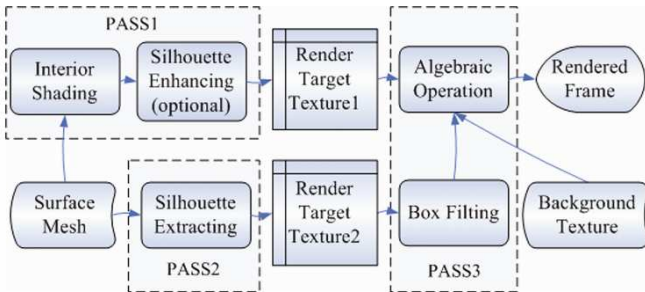 PASS1
Interior
Shading
Silhouette
Enhancing
(optional)
Render
Target
Texture1
Algebraic
Operation
Rendered
Frame
Surface
Mesh
Silhouette
Extracting
PASS2
Render
Target
Texture2
Box Filting
PASS3
Background
Texture